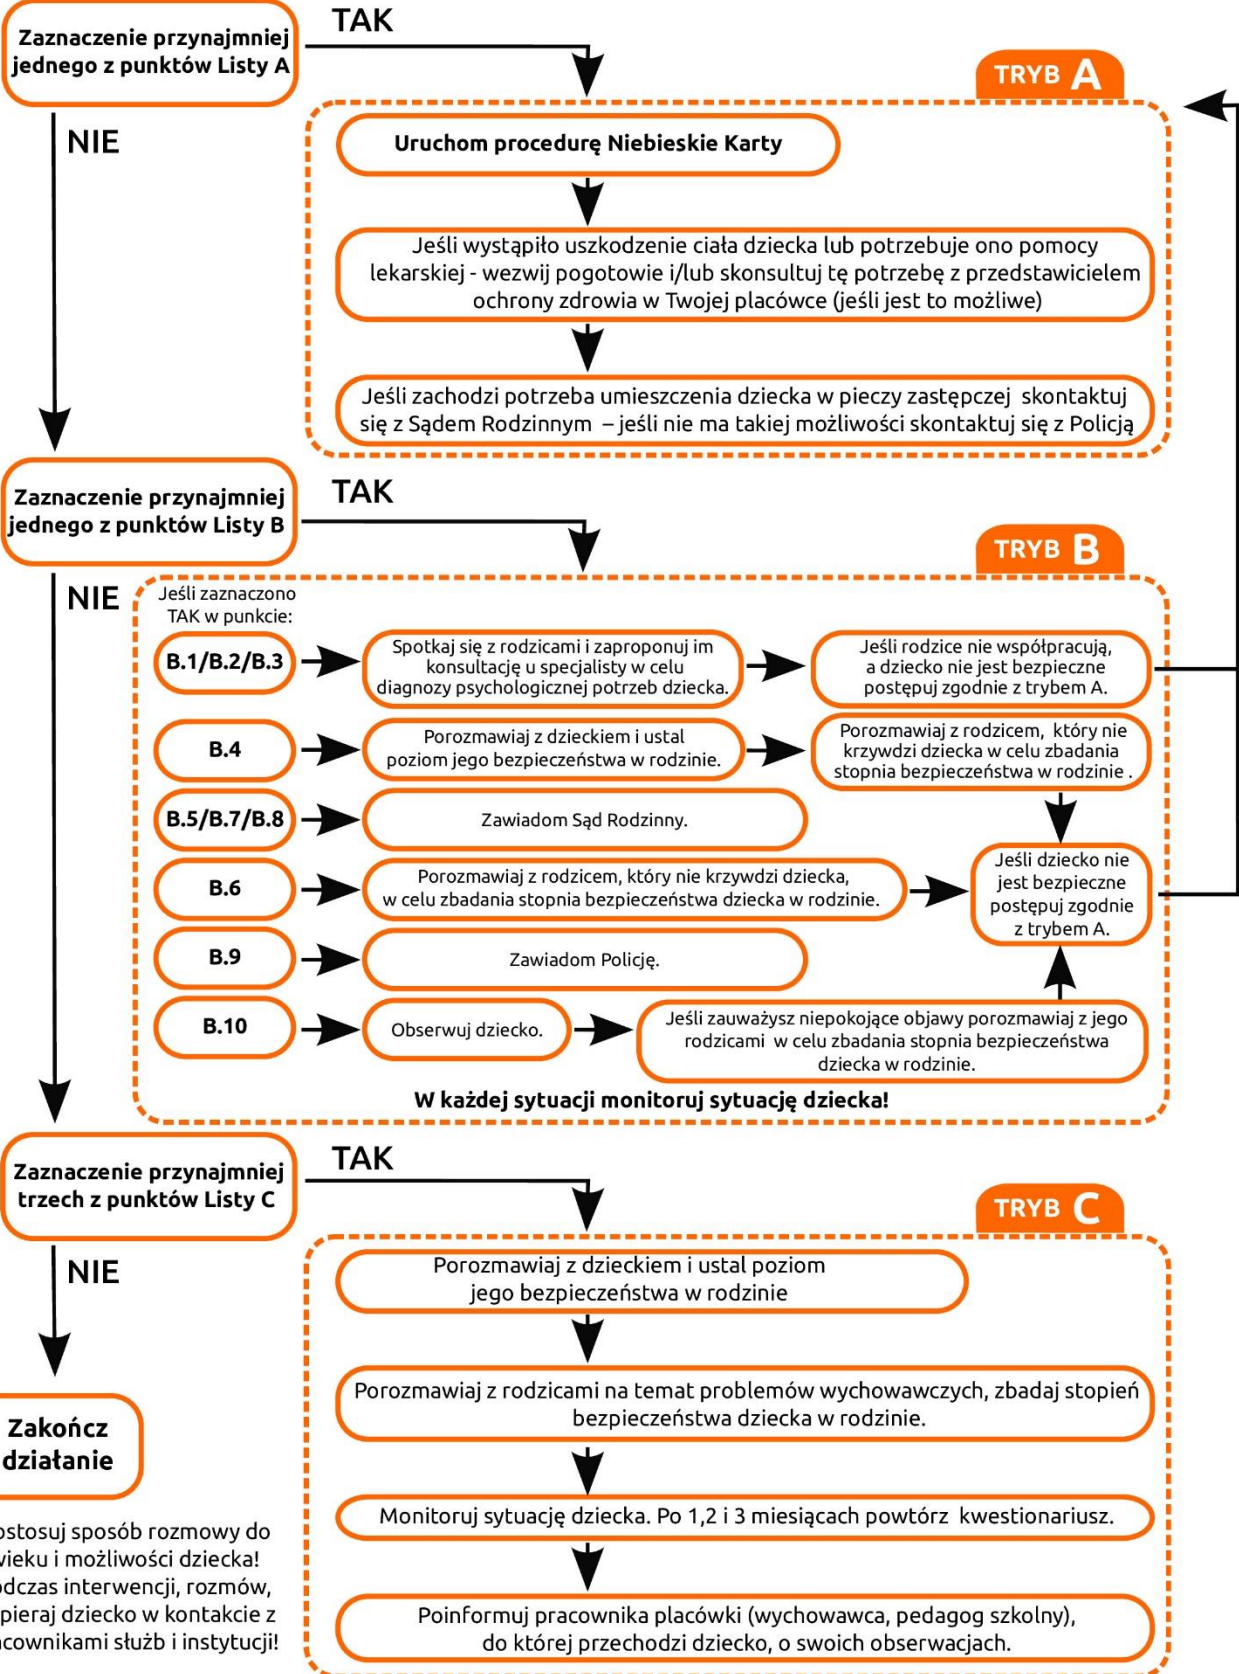 Zaznaczenie przynajmniej
jednego z punktów Listy A
TAK
NIE
TRYB A
Uruchom procedurę Niebieskie Karty
Jeśli wystąpiło uszkodzenie ciała dziecka lub potrzebuje ono pomocy
lekarskiej - wezwij pogotowie i/lub skonsultuj tę potrzebę z przedstawicielem
ochrony zdrowia w Twojej placówce (jeśli jest to możliwe)
Jeśli zachodzi potrzeba umieszczenia dziecka w pieczy zastępczej skontaktuj
się z Sądem Rodzinnym – jeśli nie ma takiej możliwości skontaktuj się z Policją
Zaznaczenie przynajmniej
jednego z punktów Listy B
TAK
NIE
TRYB B
Jeśli zaznaczono
TAK w punkcie:
B.1/B.2/B.3
Spotkaj się z rodzicami i zaproponuj im
konsultację u specjalisty w celu
diagnozy psychologicznej potrzeb dziecka.
Jeśli rodzice nie współpracują,
a dziecko nie jest bezpieczne
postępuj zgodnie z trybem A.
B.4
Porozmawiaj z dzieckiem i ustal
poziom jego bezpieczeństwa w rodzinie.
Porozmawiaj z rodzicem, który nie
krzywdzi dziecka w celu zbadania
stopnia bezpieczeństwa w rodzinie .
B.5/B.7/B.8
Zawiadom Sąd Rodzinny.
B.6
Porozmawiaj z rodzicem, który nie krzywdzi dziecka,
w celu zbadania stopnia bezpieczeństwa dziecka w rodzinie.
Jeśli dziecko nie
jest bezpieczne
postępuj zgodnie
z trybem A.
B.9
Zawiadom Policję.
B.10
Obserwuj dziecko.
Jeśli zauważysz niepokojące objawy porozmawiaj z jego
rodzicami w celu zbadania stopnia bezpieczeństwa
dziecka w rodzinie.
W każdej sytuacji monitoruj sytuację dziecka!
Zaznaczenie przynajmniej
trzech z punktów Listy C
TAK
NIE
TRYB C
Porozmawiaj z dzieckiem i ustal poziom
jego bezpieczeństwa w rodzinie
Porozmawiaj z rodzicami na temat problemów wychowawczych, zbadaj stopień
bezpieczeństwa dziecka w rodzinie.
Monitoruj sytuację dziecka. Po 1,2 i 3 miesiącach powtórz kwestionariusz.
Poinformuj pracownika placówki (wychowawca, pedagog szkolny),
do której przechodzi dziecko, o swoich obserwacjach.
Zakończ
działanie
sposób rozmowy do
i możliwości dziecka!
interwencji, rozmów,
dziecko w kontakcie z
służb i instytucji!